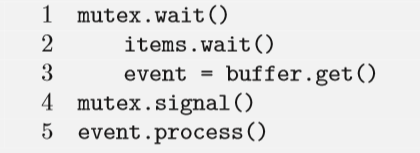 1 mutex.wait()
2     items.wait()
3     event = buffer.get()
4 mutex.signal()
5 event.process()